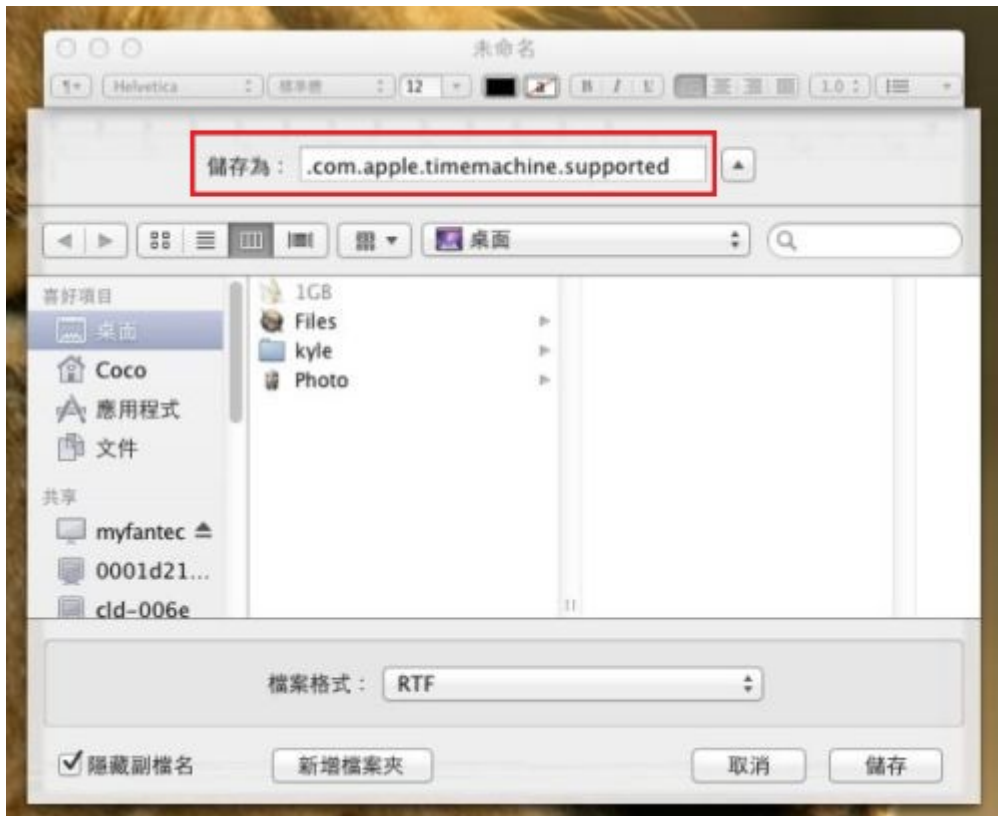 未命名
Helvetica 標準體 12 B I U 1.0
儲存為： .com.apple.timemachine.supported
桌面
喜好項目
桌面
Coco
應用程式
文件
共享
myfantec
0001d21...
cld-006e
1GB
Files
kyle
Photo
檔案格式： RTF
隱藏副檔名 新增檔案夾 取消 儲存